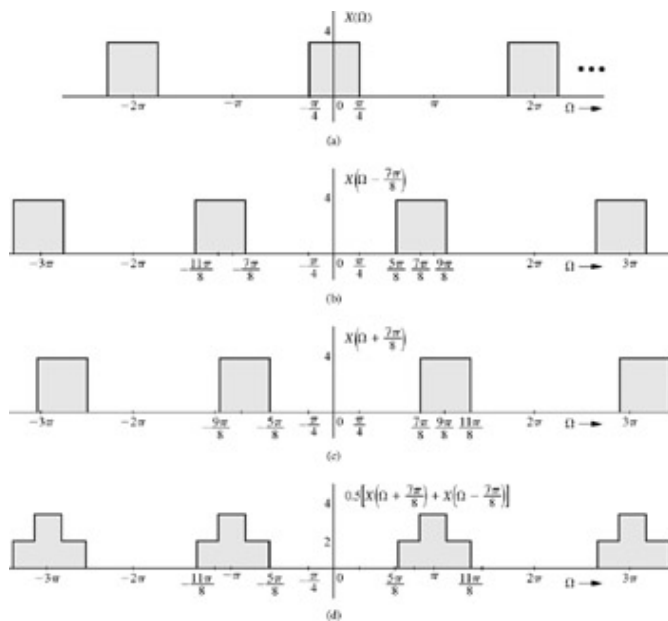 X(Ω)
4
−2π −π −π/4 0 π/4 π 2π Ω
(a)
X(Ω − 7π/8)
4
−3π −2π −11π/8 −7π/8 −π/4 0 π/4 5π/8 7π/8 9π/8 2π 3π Ω
(b)
X(Ω + 7π/8)
4
−3π −2π −9π/8 −5π/8 −π/4 0 π/4 7π/8 9π/8 11π/8 2π 3π Ω
(c)
0.5[X(Ω + 7π/8) + X(Ω − 7π/8)]
4
2
−3π −2π −11π/8 −π −5π/8 −π/4 0 5π/8 π 11π/8 2π 3π Ω
(d)